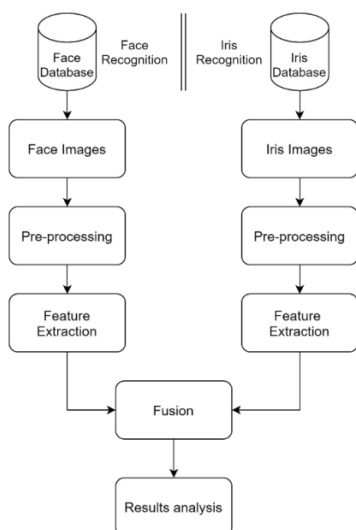 Face
Database
Face
Recognition
Iris
Recognition
Iris
Database
Face Images
Iris Images
Pre-processing
Pre-processing
Feature
Extraction
Feature
Extraction
Fusion
Results analysis